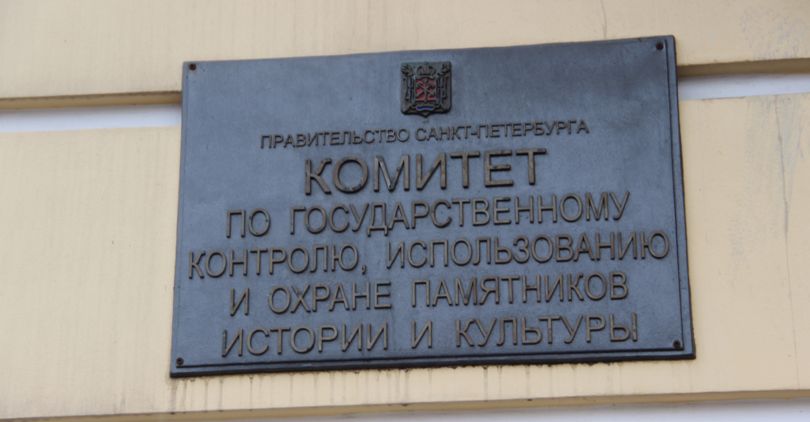 ПРАВИТЕЛЬСТВО САНКТ-ПЕТЕРБУРГА
КОМИТЕТ
ПО ГОСУДАРСТВЕННОМУ
КОНТРОЛЮ, ИСПОЛЬЗОВАНИЮ
И ОХРАНЕ ПАМЯТНИКОВ
ИСТОРИИ И КУЛЬТУРЫ